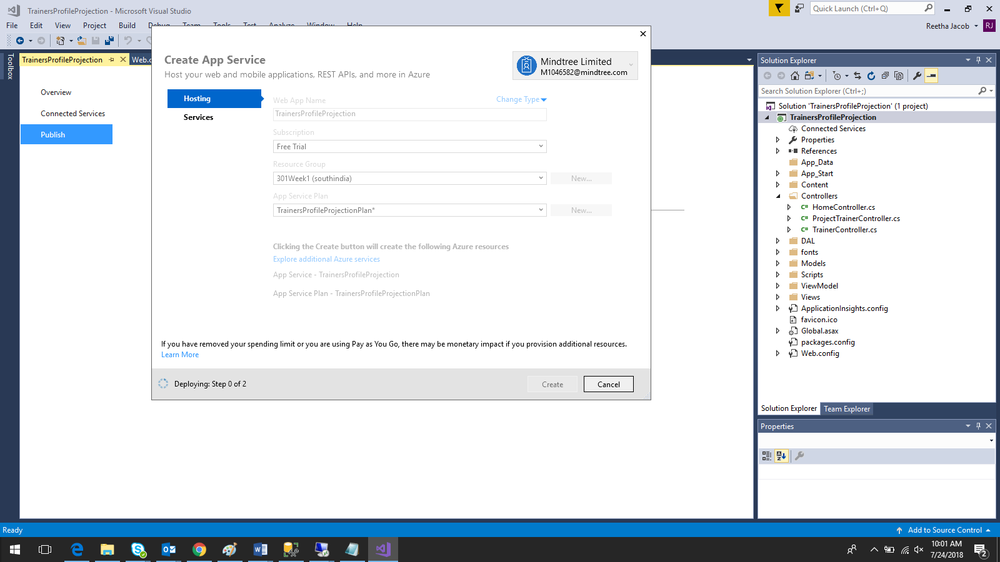 TrainersProfileProjection - Microsoft Visual Studio
Quick Launch (Ctrl+Q)
File Edit View Project Build Debug Team Tools Test Analyze Window Help
Reetha Jacob
RJ
Toolbox
TrainersProfileProjection
Web.c
Overview
Connected Services
Publish
Create App Service
Host your web and mobile applications, REST APIs, and more in Azure
Mindtree Limited
M1046582@mindtree.com
Hosting
Services
Web App Name
Change Type
TrainersProfileProjection
Subscription
Free Trial
Resource Group
301Week1 (southindia)
New...
App Service Plan
TrainersProfileProjectionPlan*
New...
Clicking the Create button will create the following Azure resources
Explore additional Azure services
App Service - TrainersProfileProjection
App Service Plan - TrainersProfileProjectionPlan
If you have removed your spending limit or you are using Pay as You Go, there may be monetary impact if you provision additional resources.
Learn More
Deploying: Step 0 of 2
Create
Cancel
Solution Explorer
Search Solution Explorer (Ctrl+;)
Solution 'TrainersProfileProjection' (1 project)
TrainersProfileProjection
Connected Services
Properties
References
App_Data
App_Start
Content
Controllers
C# HomeController.cs
C# ProjectTrainerController.cs
C# TrainerController.cs
DAL
fonts
Models
Scripts
ViewModel
Views
ApplicationInsights.config
favicon.ico
Global.asax
packages.config
Web.config
Solution Explorer
Team Explorer
Properties
Ready
Add to Source Control
10:01 AM
7/24/2018
2